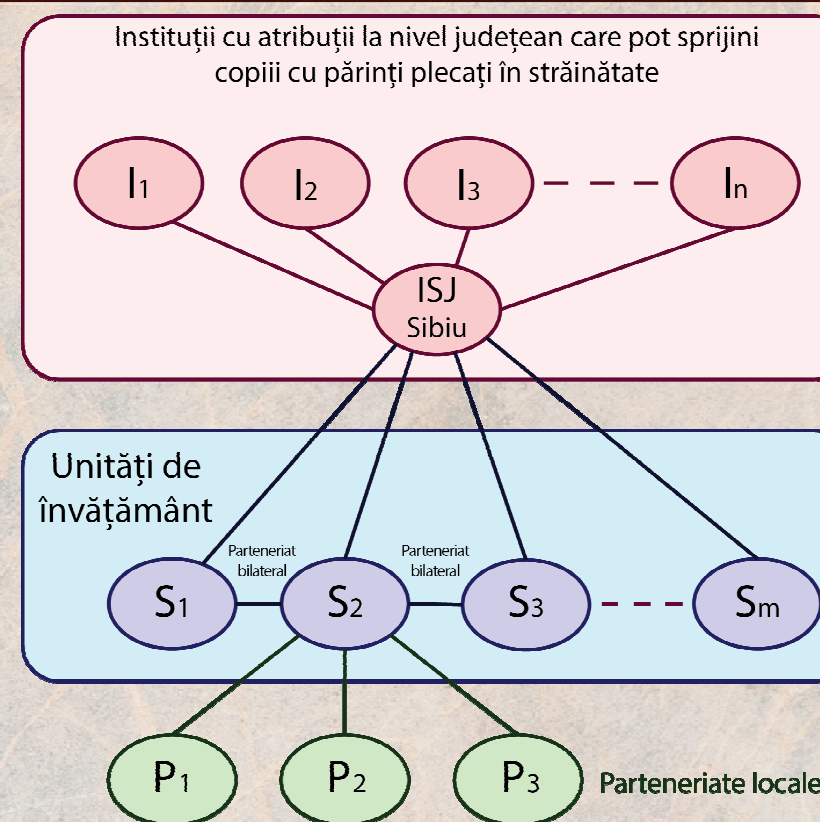 Instituții cu atribuții la nivel județean care pot sprijini
copiii cu părinți plecați în străinătate
I1 I2 I3 In
ISJ
Sibiu
Unități de
învățământ
Parteneriat
bilateral
Parteneriat
bilateral
S1 S2 S3 Sm
P1 P2 P3 Parteneriate locale